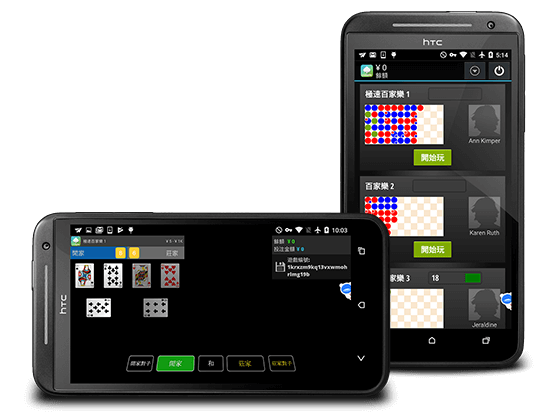 hTC
5:14
¥ 0
餘額
極速百家樂 1
Ann Kimper
開始玩
百家樂 2
Karen Ruth
開始玩
家樂 3
18
Jeraldine
hTC
10:03
極速百家樂 1
餘額 ¥ 0
投注金額 ¥ 0
閒家
0
0
莊家
遊戲編號:
1krxzm9kq13vxwmoh
閒家對子
閒家
和
莊家
莊家對子